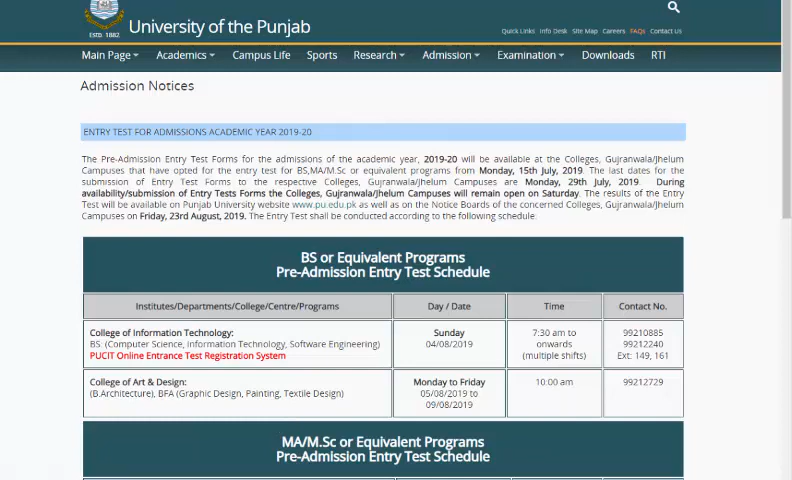 ESTD. 1882
University of the Punjab
Quick Links Info Desk Site Map Careers FAQs Contact Us
Main Page Academics Campus Life Sports Research Admission Examination Downloads RTI
Admission Notices
ENTRY TEST FOR ADMISSIONS ACADEMIC YEAR 2019-20
The Pre-Admission Entry Test Forms for the admissions of the academic year, 2019-20 will be available at the Colleges, Gujranwala/Jhelum
Campuses that have opted for the entry test for BS,MA/M.Sc or equivalent programs from Monday, 15th July, 2019. The last dates for the
submission of Entry Test Forms to the respective Colleges, Gujranwala/Jhelum Campuses are Monday, 29th July, 2019. During
availability/submission of Entry Tests Forms the Colleges, Gujranwala/Jhelum Campuses will remain open on Saturday. The results of the Entry
Test will be available on Punjab University website www.pu.edu.pk as well as on the Notice Boards of the concerned Colleges, Gujranwala/Jhelum
Campuses on Friday, 23rd August, 2019. The Entry Test shall be conducted according to the following schedule:
BS or Equivalent Programs
Pre-Admission Entry Test Schedule
Institutes/Departments/College/Centre/Programs Day / Date Time Contact No.
College of Information Technology: Sunday 7:30 am to 99210885
BS: (Computer Science, Information Technology, Software Engineering) 04/08/2019 onwards 99212240
PUCIT Online Entrance Test Registration System (multiple shifts) Ext: 149, 161
College of Art & Design: Monday to Friday 10:00 am 99212729
(B.Architecture), BFA (Graphic Design, Painting, Textile Design) 05/08/2019 to
09/08/2019
MA/M.Sc or Equivalent Programs
Pre-Admission Entry Test Schedule